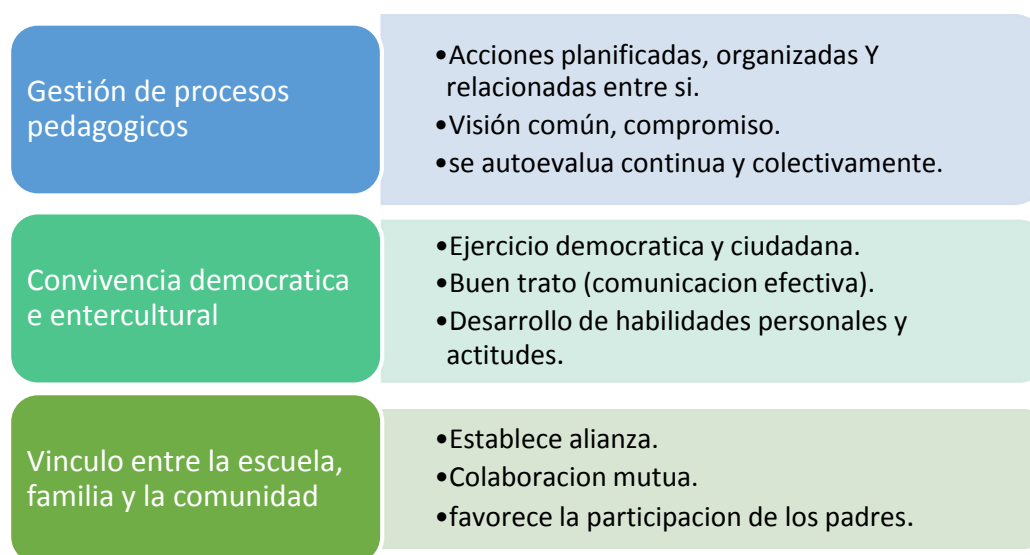 Gestión de procesos
pedagogicos
•Acciones planificadas, organizadas Y
relacionadas entre si.
•Visión común, compromiso.
•se autoevalua continua y colectivamente.
Convivencia democratica
e entercultural
•Ejercicio democratica y ciudadana.
•Buen trato (comunicacion efectiva).
•Desarrollo de habilidades personales y
actitudes.
Vinculo entre la escuela,
familia y la comunidad
•Establece alianza.
•Colaboracion mutua.
•favorece la participacion de los padres.